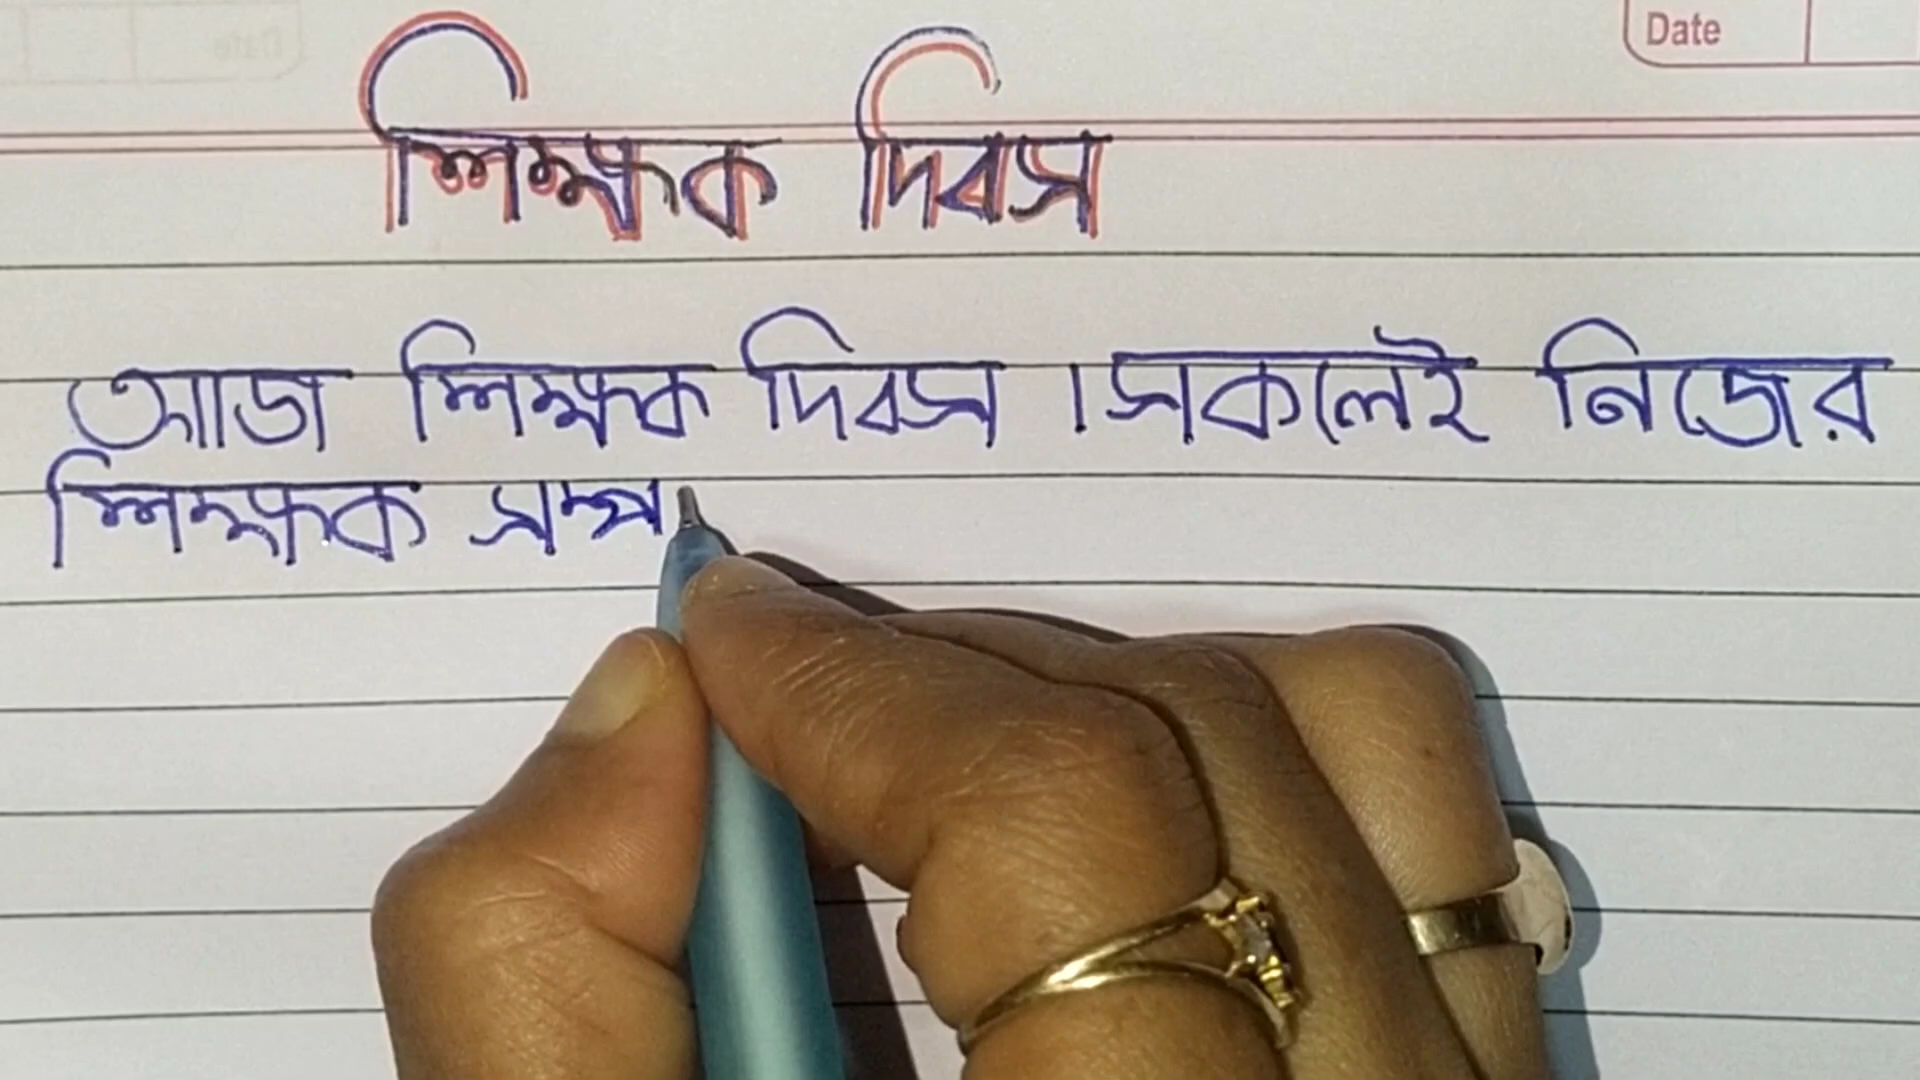 Date
শিক্ষক দিবস
আজ শিক্ষক দিবস । সকলেই নিজের
শিক্ষক সম্প